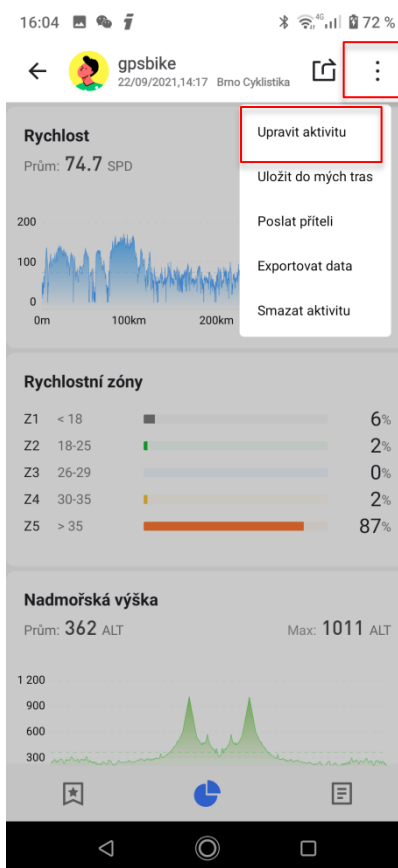 16:04 4G 72 %
gpsbike
22/09/2021,14:17 Brno Cyklistika
Upravit aktivitu
Uložit do mých tras
Poslat příteli
Exportovat data
Smazat aktivitu
Rychlost
Prům: 74.7 SPD
200
100
0
0m 100km 200km
Rychlostní zóny
Z1 < 18 6%
Z2 18-25 2%
Z3 26-29 0%
Z4 30-35 2%
Z5 > 35 87%
Nadmořská výška
Prům: 362 ALT Max: 1011 ALT
1 200
900
600
300